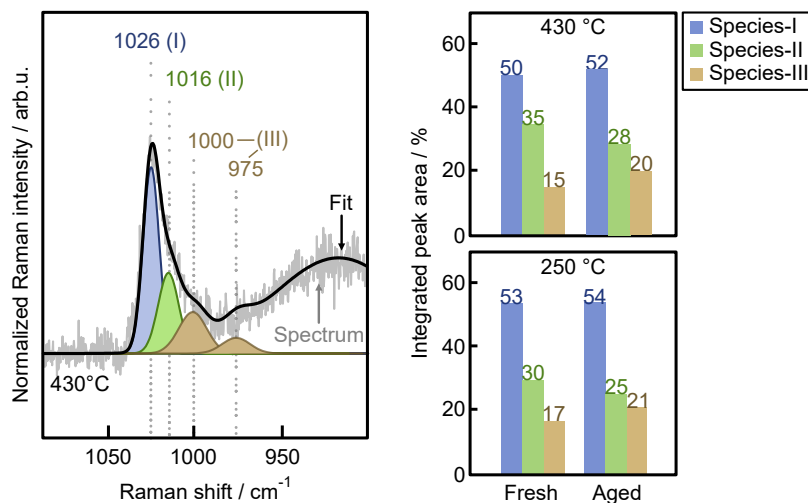 1026 (I)
1016 (II)
1000 (III)
975
Fit
Spectrum
430°C
Normalized Raman intensity / arb.u.
1050 1000 950
Raman shift / cm⁻¹
430 °C
Species-I
Species-II
Species-III
60
40
20
0
50 35 15
52 28 20
Integrated peak area / %
250 °C
60
40
20
0
53 30 17
54 25 21
Fresh Aged